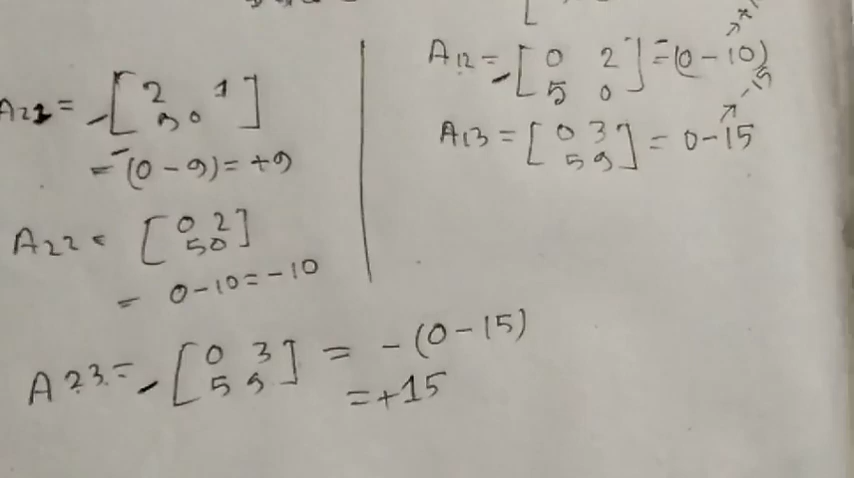 A21 = -[2 1
9 0]
= -(0-9) = +9
A22 = [0 2
5 0]
= 0-10 = -10
A12 = -[0 2
5 0] = -(0-10)
A13 = [0 3
5 9] = 0-15
-15
A23 = -[0 3
5 9] = -(0-15)
= +15